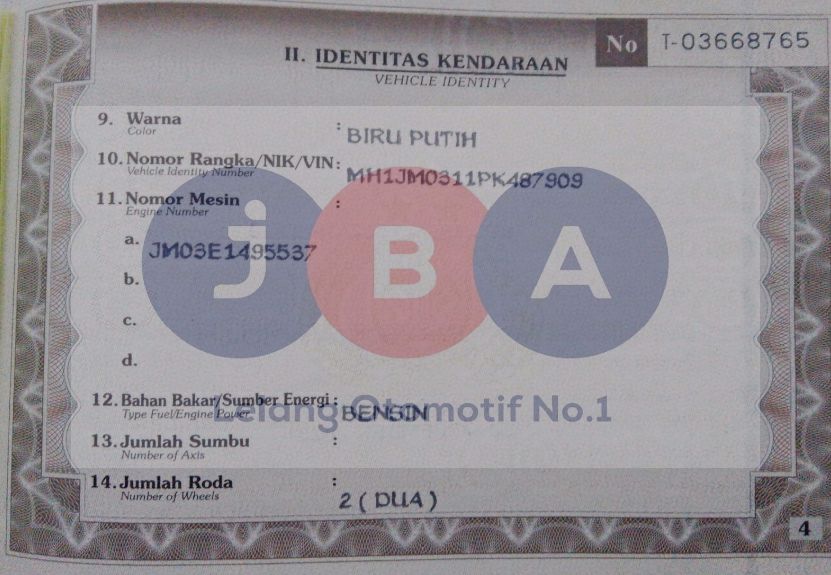 No T-03668765
II. IDENTITAS KENDARAAN
VEHICLE IDENTITY
9. Warna : BIRU PUTIH
Color
10. Nomor Rangka/NIK/VIN: MH1JM0311PK487909
Vehicle Identity Number
11. Nomor Mesin :
Engine Number
a. JM03E1495537
b.
c.
d.
jBA
12. Bahan Bakar/Sumber Energi : BENSIN
Type Fuel/Engine Power
Lelang Otomotif No.1
13. Jumlah Sumbu :
Number of Axis
14. Jumlah Roda : 2 ( DUA )
Number of Wheels
4